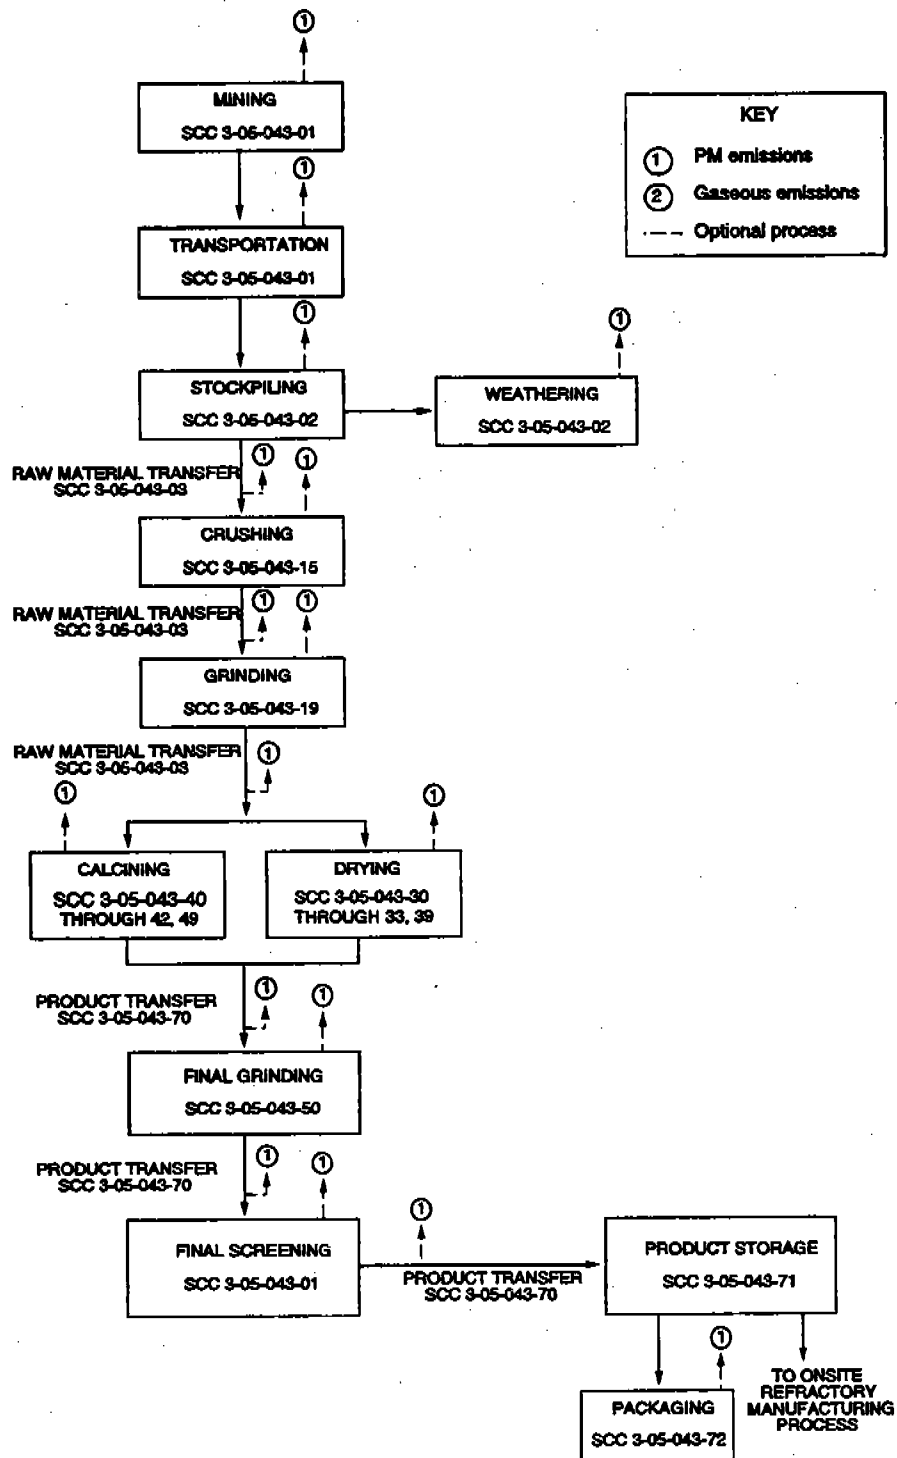 ①
MINING
SCC 3-05-043-01
KEY
① PM emissions
② Gaseous emissions
Optional process
①
TRANSPORTATION
SCC 3-05-043-01
①
①
STOCKPILING
SCC 3-05-043-02
WEATHERING
SCC 3-05-043-02
RAW MATERIAL TRANSFER
SCC 3-05-043-03
①
①
CRUSHING
SCC 3-05-043-15
RAW MATERIAL TRANSFER
SCC 3-05-043-03
①
①
GRINDING
SCC 3-05-043-19
RAW MATERIAL TRANSFER
SCC 3-05-043-03
①
①
①
CALCINING
SCC 3-05-043-40
THROUGH 42, 49
DRYING
SCC 3-05-043-30
THROUGH 33, 39
PRODUCT TRANSFER
SCC 3-05-043-70
①
①
FINAL GRINDING
SCC 3-05-043-50
PRODUCT TRANSFER
SCC 3-05-043-70
①
①
FINAL SCREENING
SCC 3-05-043-01
①
PRODUCT TRANSFER
SCC 3-05-043-70
PRODUCT STORAGE
SCC 3-05-043-71
①
PACKAGING
SCC 3-05-043-72
TO ONSITE
REFRACTORY
MANUFACTURING
PROCESS